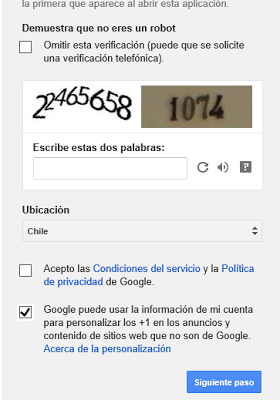 la primera que aparece al abrir esta aplicación.
Demuestra que no eres un robot
Omitir esta verificación (puede que se solicite
una verificación telefónica).
22465658 1074
Escribe estas dos palabras:
Ubicación
Chile
Acepto las Condiciones del servicio y la Política
de privacidad de Google.
Google puede usar la información de mi cuenta
para personalizar los +1 en los anuncios y
contenido de sitios web que no son de Google.
Acerca de la personalización
Siguiente paso